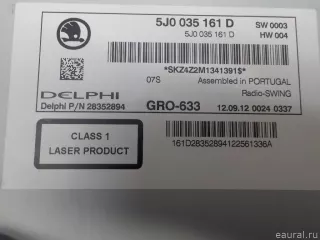 5J0 035 161 D SW 0003
5J0 035 161 D HW 004
*SKZ4Z2M1341391$*
07S Assembled in PORTUGAL
Radio-SWING
DELPHI
Delphi P/N 28352894 GRO-633 12.09.12 0024 0337
CLASS 1
LASER PRODUCT
161D28352894122561336A
eaural.ru